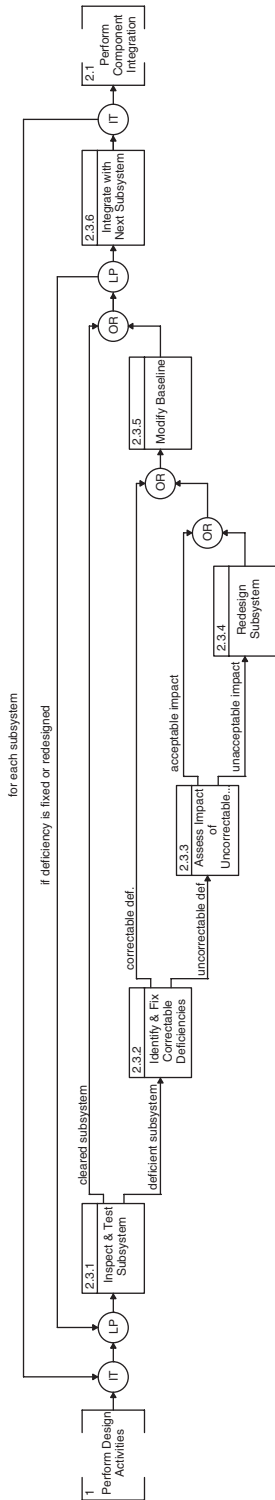 1
Perform Design
Activities
IT
LP
2.3.1
Inspect & Test
Subsystem
cleared subsystem
deficient subsystem
2.3.2
Identify & Fix
Correctable
Deficiencies
correctable def.
uncorrectable def
2.3.3
Assess Impact
of
Uncorrectable...
acceptable impact
unacceptable impact
2.3.4
Redesign
Subsystem
OR
OR
2.3.5
Modify Baseline
OR
LP
2.3.6
Integrate with
Next Subsystem
IT
2.1
Perform
Component
Integration
for each subsystem
if deficiency is fixed or redesigned